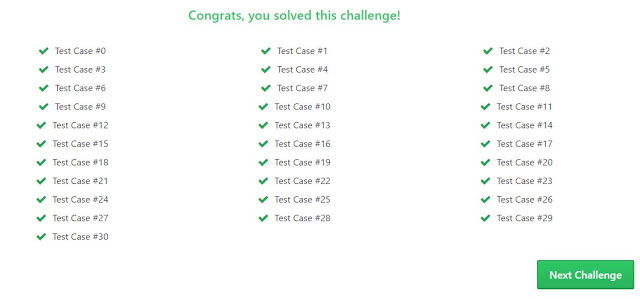 Congrats, you solved this challenge!
Test Case #0 Test Case #1 Test Case #2
Test Case #3 Test Case #4 Test Case #5
Test Case #6 Test Case #7 Test Case #8
Test Case #9 Test Case #10 Test Case #11
Test Case #12 Test Case #13 Test Case #14
Test Case #15 Test Case #16 Test Case #17
Test Case #18 Test Case #19 Test Case #20
Test Case #21 Test Case #22 Test Case #23
Test Case #24 Test Case #25 Test Case #26
Test Case #27 Test Case #28 Test Case #29
Test Case #30
Next Challenge